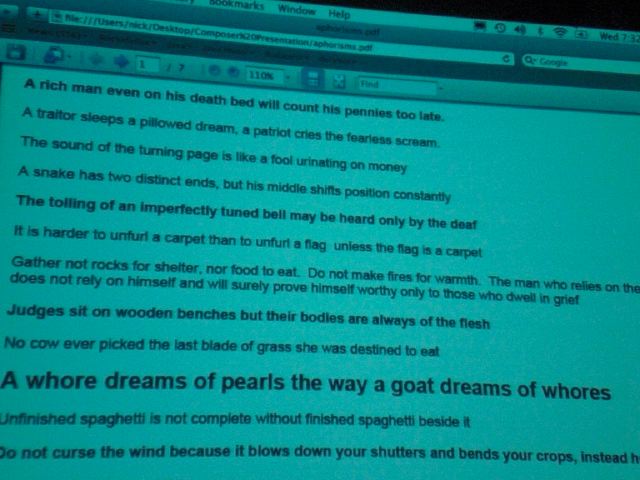 Bookmarks Window Help
Wed 7:32
file:///Users/nick/Desktop/Composer%20Presentation/aphorisms.pdf
aphorisms.pdf
Google
1 / 7 110% Find
A rich man even on his death bed will count his pennies too late.
A traitor sleeps a pillowed dream, a patriot cries the fearless scream.
The sound of the turning page is like a fool urinating on money
A snake has two distinct ends, but his middle shifts position constantly
The tolling of an imperfectly tuned bell may be heard only by the deaf
It is harder to unfurl a carpet than to unfurl a flag unless the flag is a carpet
Gather not rocks for shelter, nor food to eat. Do not make fires for warmth. The man who relies on the
does not rely on himself and will surely prove himself worthy only to those who dwell in grief
Judges sit on wooden benches but their bodies are always of the flesh
No cow ever picked the last blade of grass she was destined to eat
A whore dreams of pearls the way a goat dreams of whores
Unfinished spaghetti is not complete without finished spaghetti beside it
Do not curse the wind because it blows down your shutters and bends your crops, instead h